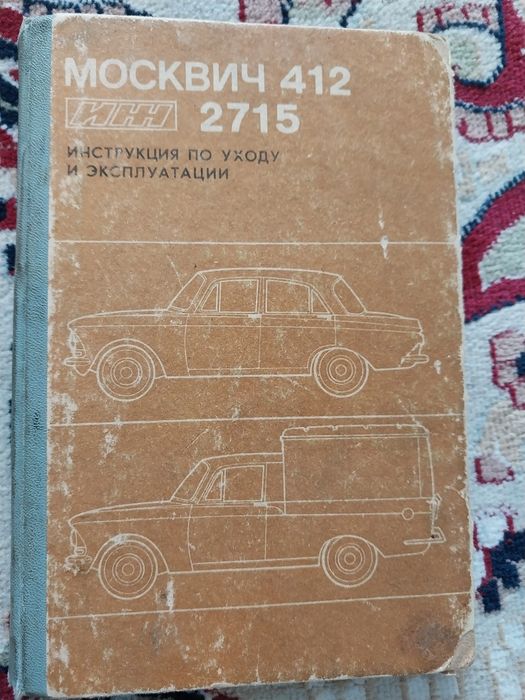 МОСКВИЧ 412
ИЖ 2715
ИНСТРУКЦИЯ ПО УХОДУ
И ЭКСПЛУАТАЦИИ